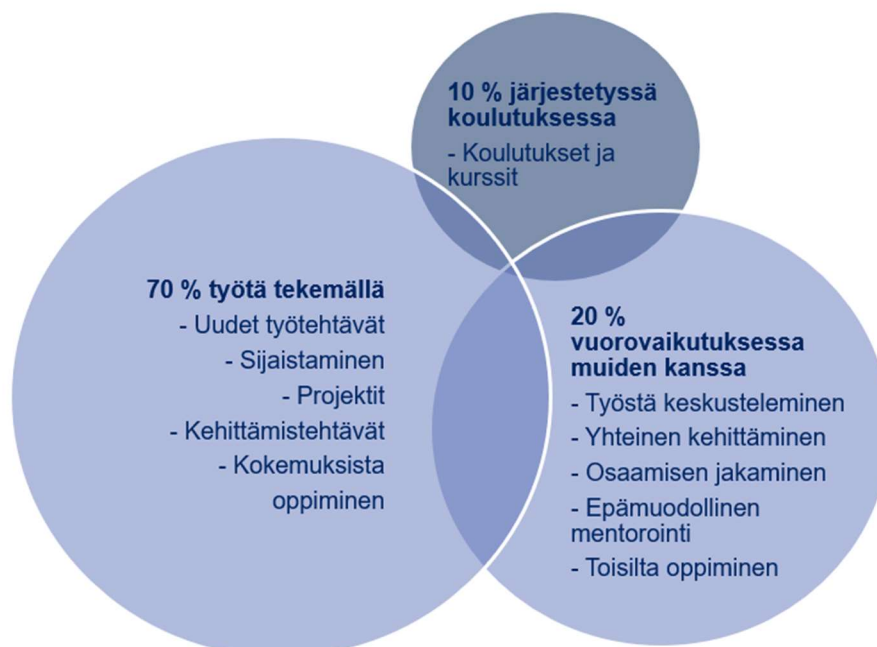 10 % järjestetyssä
koulutuksessa
- Koulutukset ja
kurssit
70 % työtä tekemällä
- Uudet työtehtävät
- Sijaistaminen
- Projektit
- Kehittämistehtävät
- Kokemuksista
oppiminen
20 %
vuorovaikutuksessa
muiden kanssa
- Työstä keskusteleminen
- Yhteinen kehittäminen
- Osaamisen jakaminen
- Epämuodollinen
mentorointi
- Toisilta oppiminen